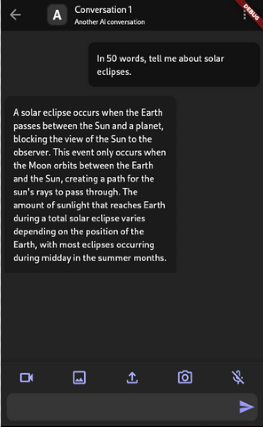 Conversation 1
DEBUG
A
Another AI conversation
In 50 words, tell me about solar
eclipses.
A solar eclipse occurs when the Earth
passes between the Sun and a planet,
blocking the view of the Sun to the
observer. This event only occurs when
the Moon orbits between the Earth
and the Sun, creating a path for the
sun's rays to pass through. The
amount of sunlight that reaches Earth
during a total solar eclipse varies
depending on the position of the
Earth, with most eclipses occurring
during midday in the summer months.